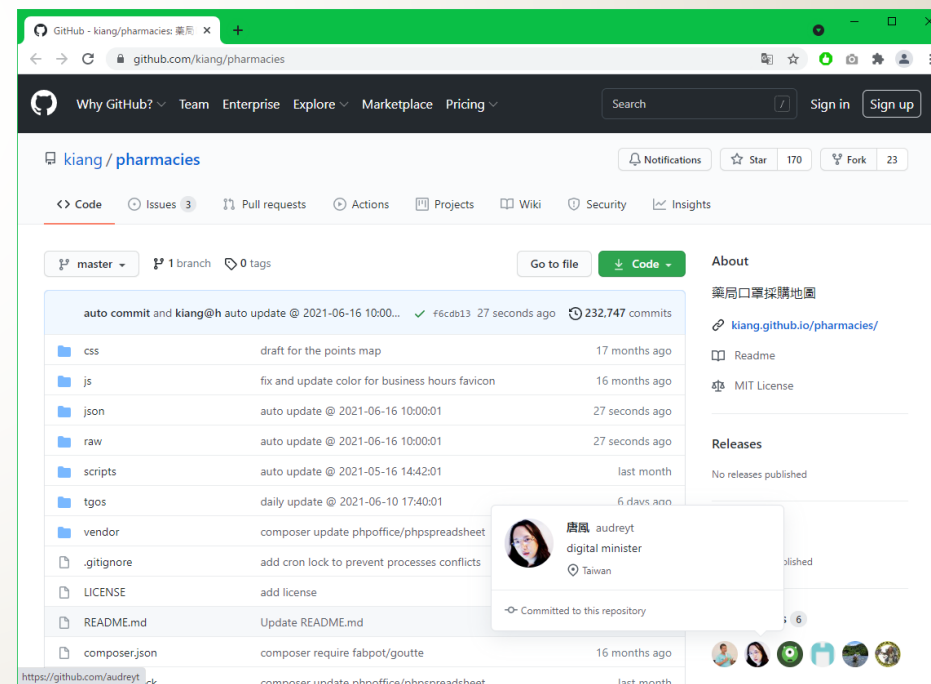 GitHub - kiang/pharmacies: 藥局
github.com/kiang/pharmacies
Why GitHub? Team Enterprise Explore Marketplace Pricing Search / Sign in Sign up
kiang / pharmacies Notifications Star 170 Fork 23
Code Issues 3 Pull requests Actions Projects Wiki Security Insights
master 1 branch 0 tags Go to file Code
auto commit and kiang@h auto update @ 2021-06-16 10:00... f6cdb13 27 seconds ago 232,747 commits
css draft for the points map 17 months ago
js fix and update color for business hours favicon 16 months ago
json auto update @ 2021-06-16 10:00:01 27 seconds ago
raw auto update @ 2021-06-16 10:00:01 27 seconds ago
scripts auto update @ 2021-05-16 14:42:01 last month
tgos daily update @ 2021-06-10 17:40:01 6 days ago
vendor composer update phpoffice/phpspreadsheet
.gitignore add cron lock to prevent processes conflicts
LICENSE add license
README.md Update README.md
composer.json composer require fabpot/goutte 16 months ago
composer update phpoffice/phpspreadsheet last month
About
藥局口罩採購地圖
kiang.github.io/pharmacies/
Readme
MIT License
Releases
No releases published
唐鳳 audreyt
digital minister
Taiwan
Committed to this repository
6
https://github.com/audreyt